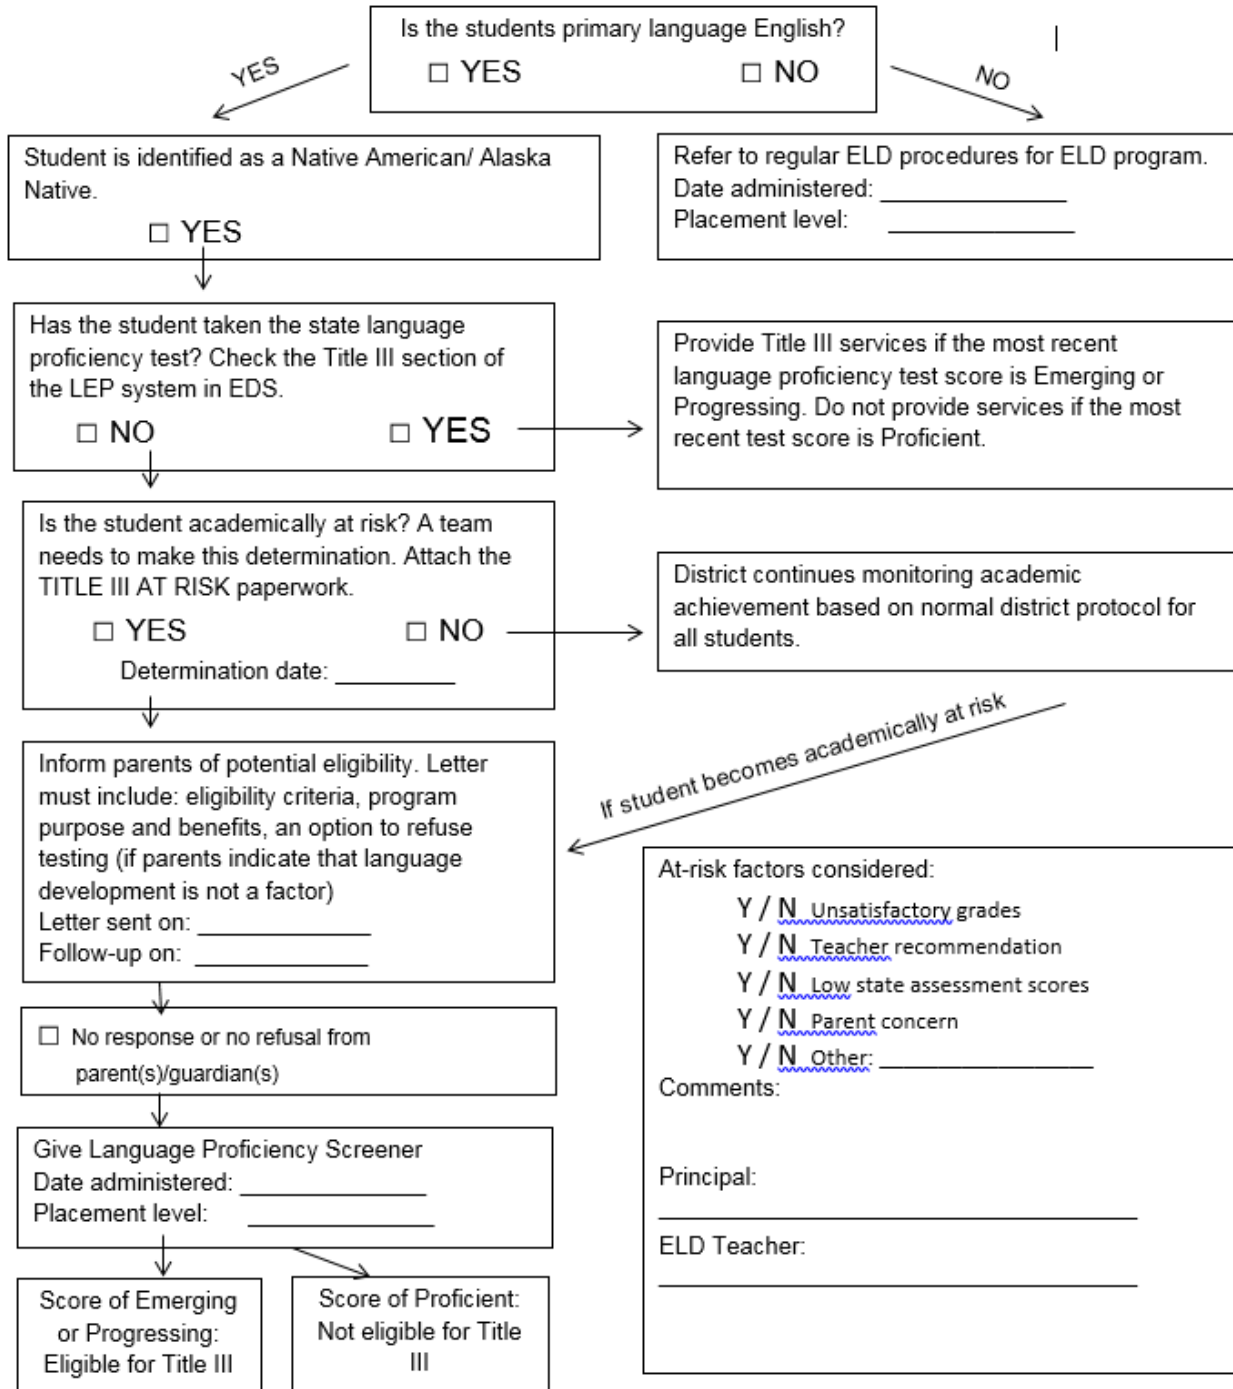 Is the students primary language English?
☐ YES ☐ NO
YES
NO
Student is identified as a Native American/ Alaska
Native.
☐ YES
Refer to regular ELD procedures for ELD program.
Date administered: ______________
Placement level: ______________
Has the student taken the state language
proficiency test? Check the Title III section of
the LEP system in EDS.
☐ NO ☐ YES
Provide Title III services if the most recent
language proficiency test score is Emerging or
Progressing. Do not provide services if the most
recent test score is Proficient.
Is the student academically at risk? A team
needs to make this determination. Attach the
TITLE III AT RISK paperwork.
☐ YES ☐ NO
Determination date: _________
District continues monitoring academic
achievement based on normal district protocol for
all students.
If student becomes academically at risk
Inform parents of potential eligibility. Letter
must include: eligibility criteria, program
purpose and benefits, an option to refuse
testing (if parents indicate that language
development is not a factor)
Letter sent on: _____________
Follow-up on: _____________
☐ No response or no refusal from
parent(s)/guardian(s)
Give Language Proficiency Screener
Date administered: ______________
Placement level: ______________
Score of Emerging
or Progressing:
Eligible for Title III
Score of Proficient:
Not eligible for Title
III
At-risk factors considered:
Y / N Unsatisfactory grades
Y / N Teacher recommendation
Y / N Low state assessment scores
Y / N Parent concern
Y / N Other: __________________
Comments:
Principal:
____________________________________
ELD Teacher:
____________________________________